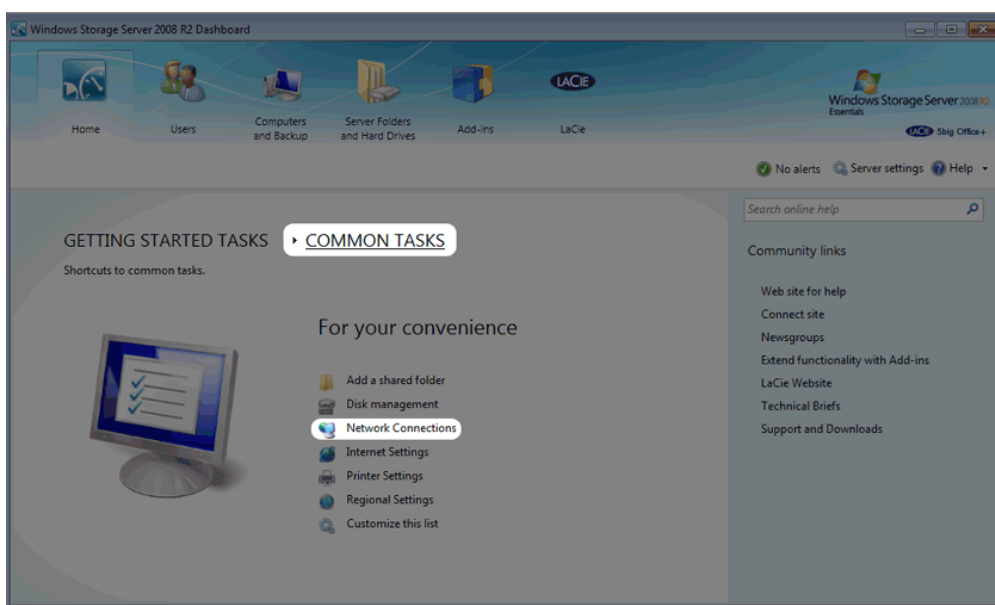 Windows Storage Server 2008 R2 Dashboard
Home
Users
Computers
and Backup
Server Folders
and Hard Drives
Add-ins
LaCie
LACIE
Windows Storage Server 2008 R2
Essentials
LACIE 5big Office+
No alerts
Server settings
Help
Search online help
GETTING STARTED TASKS
COMMON TASKS
Shortcuts to common tasks.
For your convenience
Add a shared folder
Disk management
Network Connections
Internet Settings
Printer Settings
Regional Settings
Customize this list
Community links
Web site for help
Connect site
Newsgroups
Extend functionality with Add-ins
LaCie Website
Technical Briefs
Support and Downloads